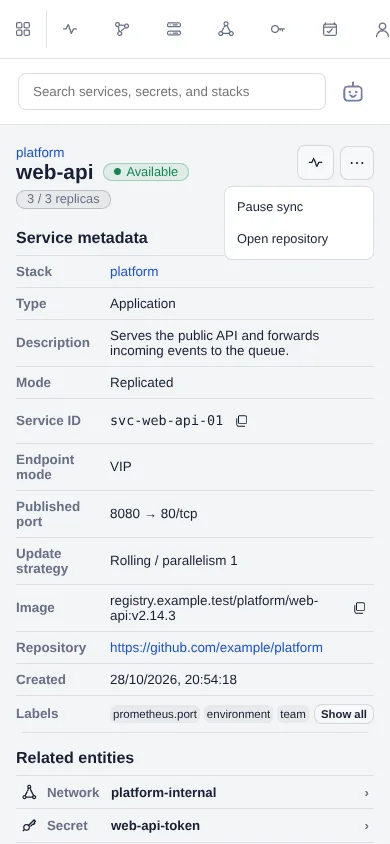 Search services, secrets, and stacks
platform
web-api
Available
3 / 3 replicas
Pause sync
Open repository
Service metadata
Stack platform
Type Application
Description Serves the public API and forwards
incoming events to the queue.
Mode Replicated
Service ID svc-web-api-01
Endpoint
mode VIP
Published
port 8080 → 80/tcp
Update
strategy Rolling / parallelism 1
Image registry.example.test/platform/web-
api:v2.14.3
Repository https://github.com/example/platform
Created 28/10/2026, 20:54:18
Labels prometheus.port environment team Show all
Related entities
Network platform-internal ›
Secret web-api-token ›